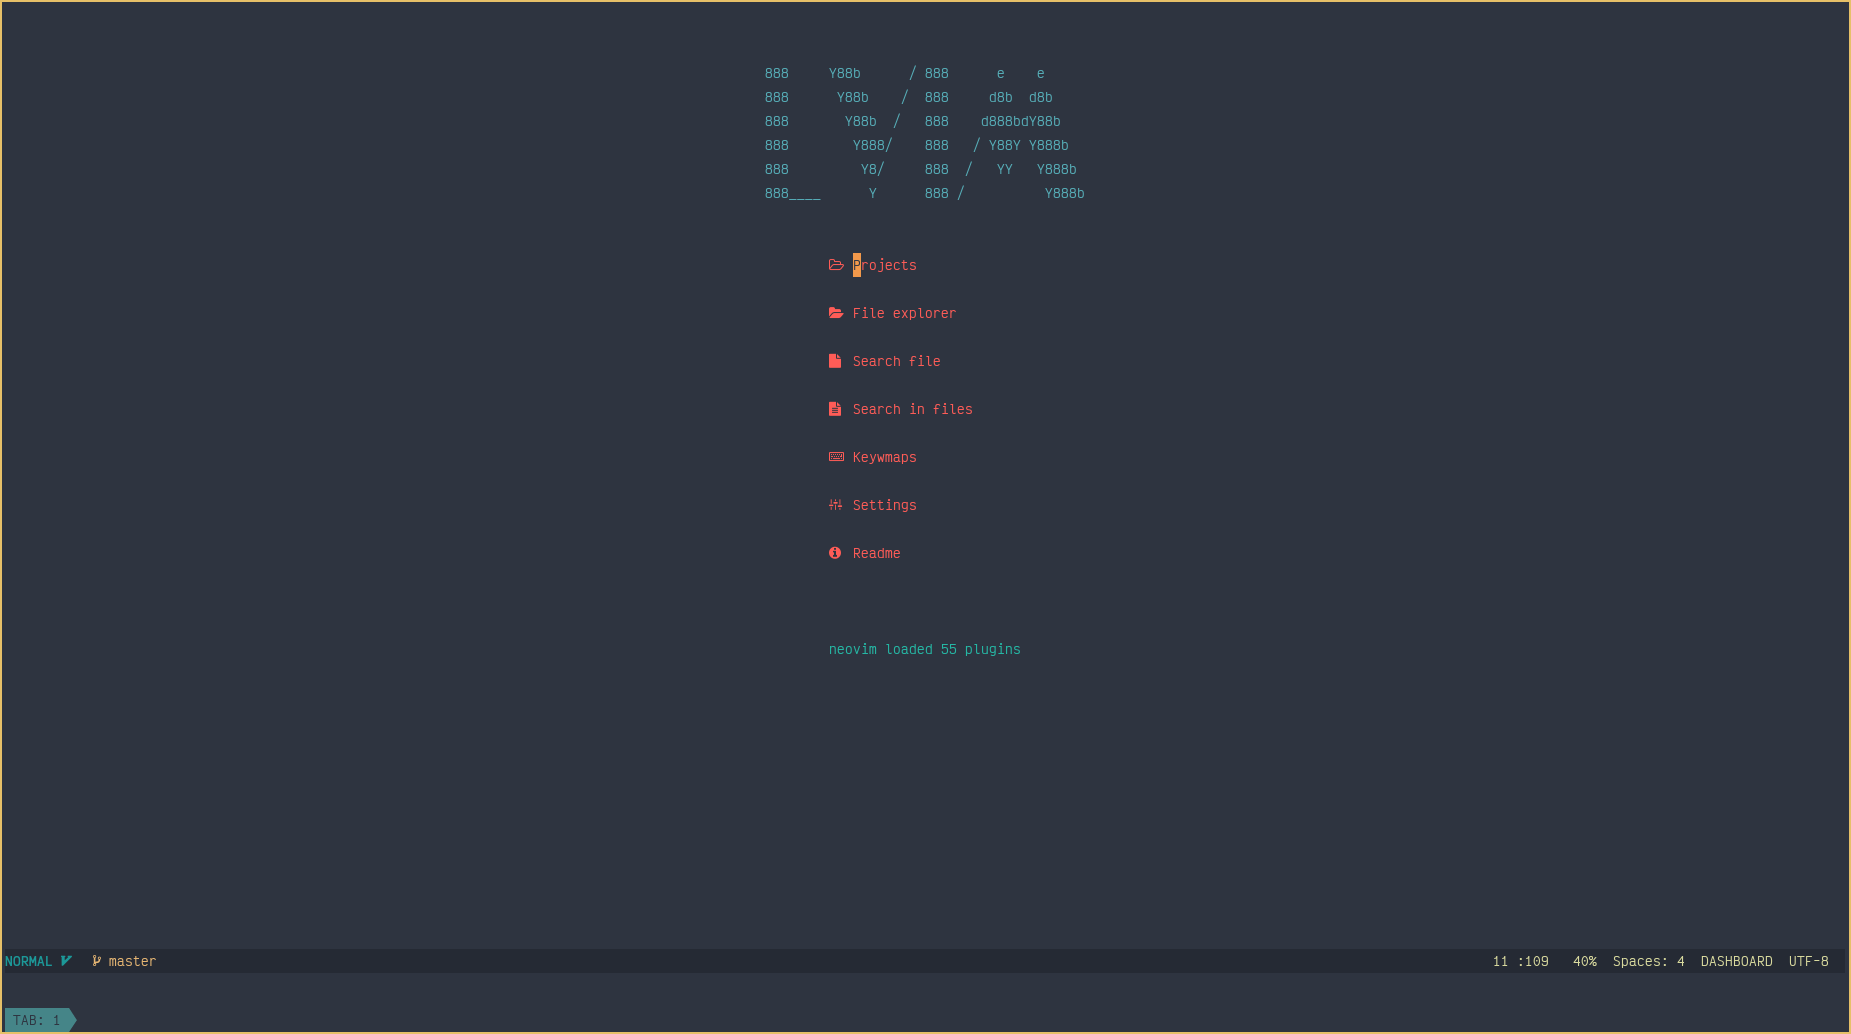 888     Y88b      / 888      e    e
888      Y88b    /  888     d8b  d8b
888       Y88b  /   888    d888bdY88b
888        Y888/    888   / Y88Y Y888b
888         Y8/     888  /   YY   Y888b
888____      Y      888 /          Y888b
Projects
File explorer
Search file
Search in files
Keywmaps
Settings
Readme
neovim loaded 55 plugins
NORMAL master 11 :109 40% Spaces: 4 DASHBOARD UTF-8
TAB: 1